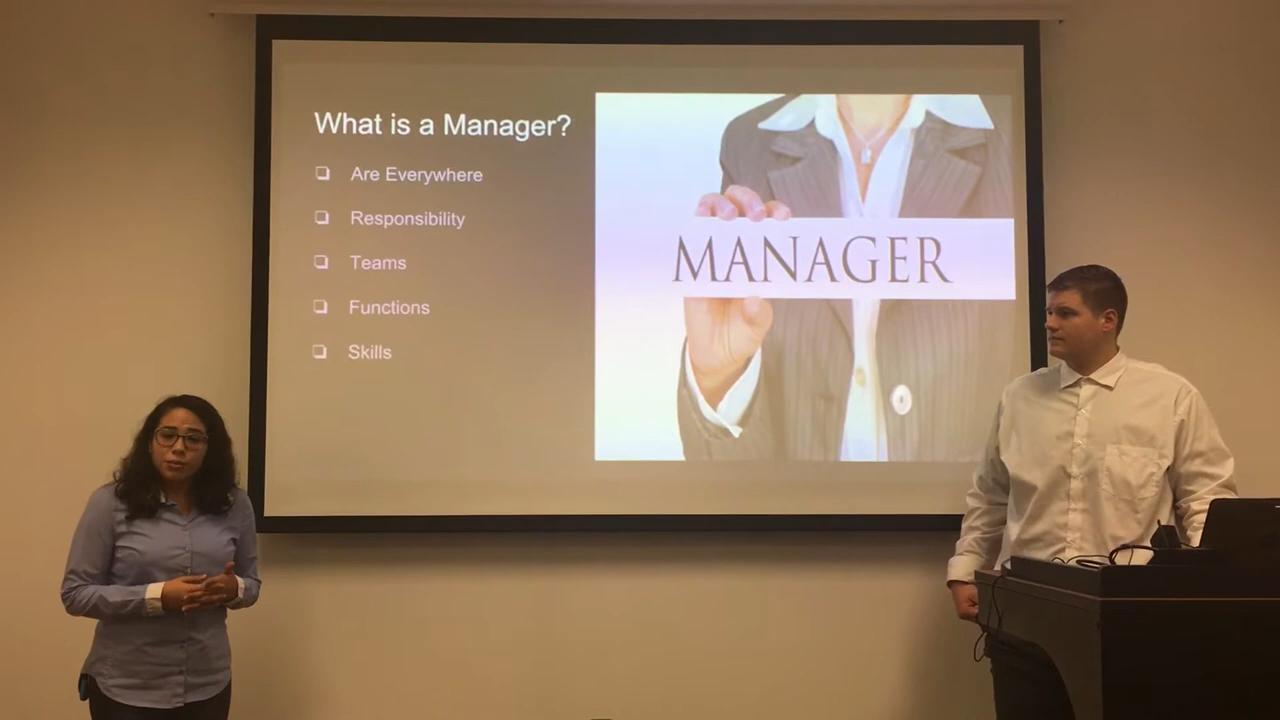 What is a Manager?
Are Everywhere
Responsibility
Teams
Functions
Skills
MANAGER